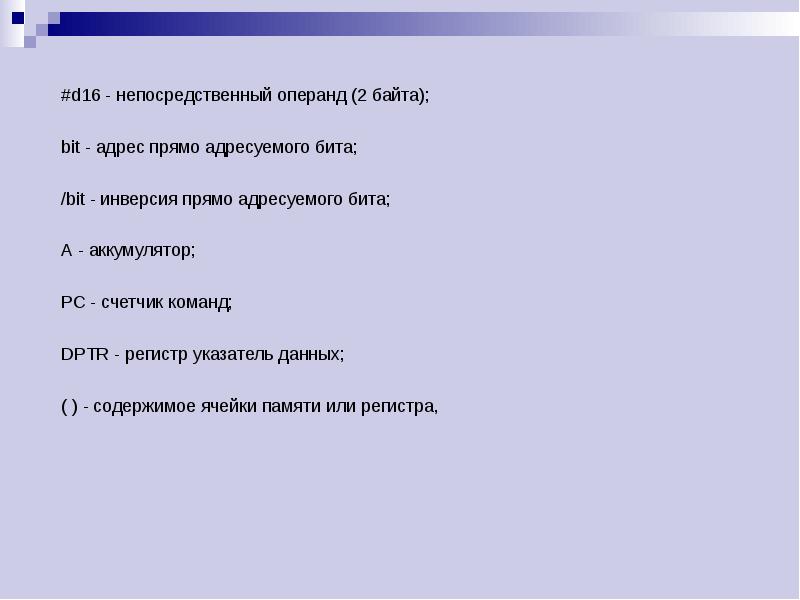 #d16 - непосредственный операнд (2 байта);
bit - адрес прямо адресуемого бита;
/bit - инверсия прямо адресуемого бита;
А - аккумулятор;
РС - счетчик команд;
DPTR - регистр указатель данных;
( ) - содержимое ячейки памяти или регистра,